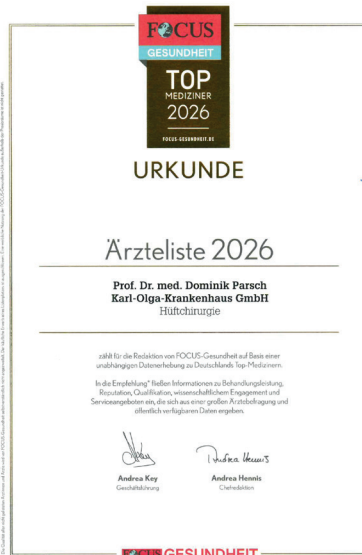 FOCUS
GESUNDHEIT
TOP
MEDIZINER
2026
FOCUS-GESUNDHEIT.DE
URKUNDE
Ärzteliste 2026
Prof. Dr. med. Dominik Parsch
Karl-Olga-Krankenhaus GmbH
Hüftchirurgie
zählt für die Redaktion von FOCUS-Gesundheit auf Basis einer
unabhängigen Datenerhebung zu Deutschlands Top-Medizinern.
In die Empfehlung* fließen Informationen zu Behandlungsleistung,
Reputation, Qualifikation, wissenschaftlichem Engagement und
Serviceangeboten ein, die sich aus einer großen Ärztebefragung und
öffentlich verfügbaren Daten ergeben.
Andrea Hennis
Andrea Key
Geschäftsführung
Andrea Hennis
Chefredaktion
FOCUS GESUNDHEIT